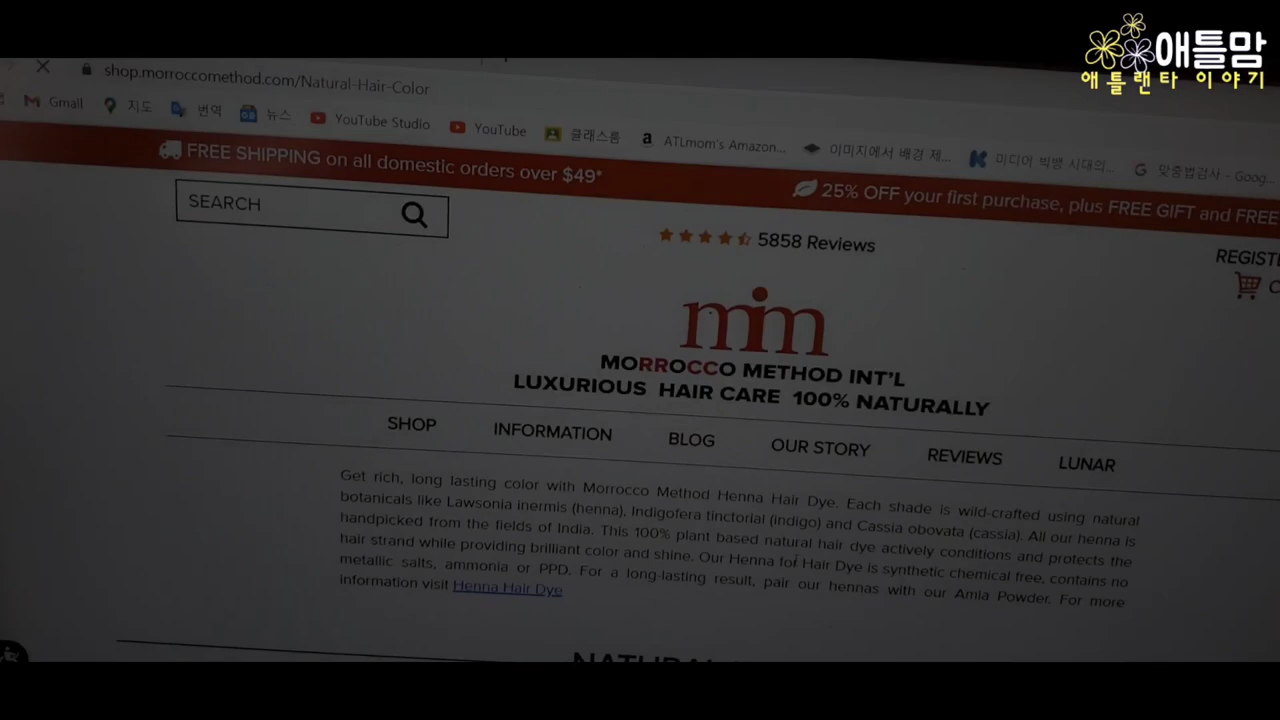 애틀맘
애틀랜타 이야기
shop.morroccomethod.com/Natural-Hair-Color
Gmail 지도 번역 뉴스 YouTube Studio YouTube 클래스룸 ATLmom's Amazon... 이미지에서 배경 제... 미디어 빅뱅 시대의... 맞춤법검사 - Goog...
FREE SHIPPING on all domestic orders over $49*
25% OFF your first purchase, plus FREE GIFT and FREE
SEARCH
5858 Reviews
REGIST
mm
MORROCCO METHOD INT'L
LUXURIOUS HAIR CARE 100% NATURALLY
SHOP INFORMATION BLOG OUR STORY REVIEWS LUNAR
Get rich, long lasting color with Morrocco Method Henna Hair Dye. Each shade is wild-crafted using natural
botanicals like Lawsonia inermis (henna), Indigofera tinctorial (indigo) and Cassia obovata (cassia). All our henna is
handpicked from the fields of India. This 100% plant based natural hair dye actively conditions and protects the
hair strand while providing brilliant color and shine. Our Henna for Hair Dye is synthetic chemical free, contains no
metallic salts, ammonia or PPD. For a long-lasting result, pair our hennas with our Amla Powder. For more
information visit Henna Hair Dye